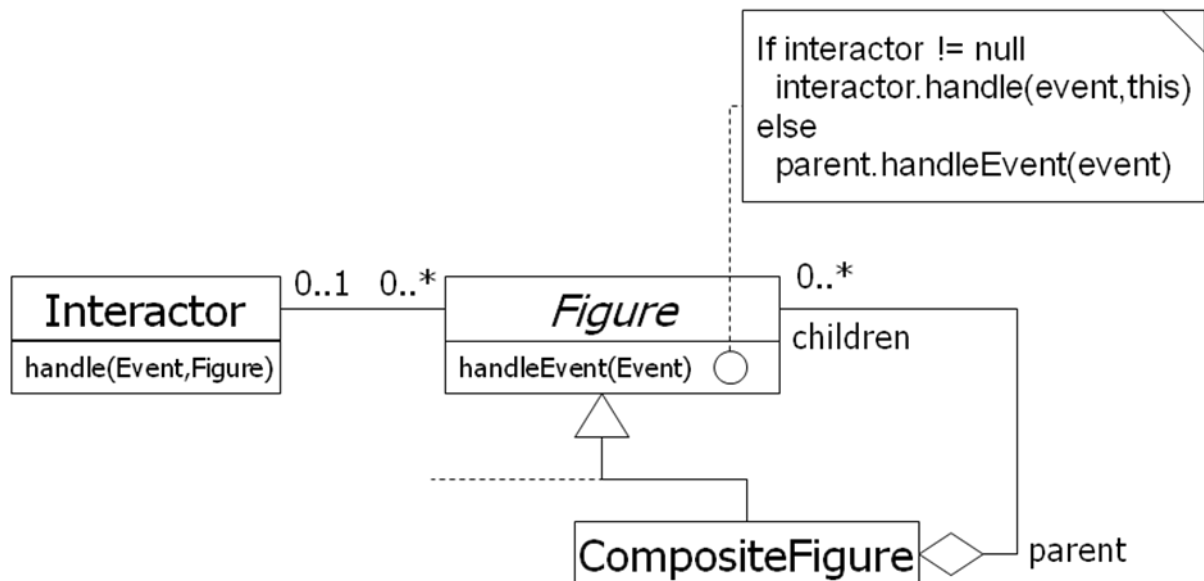 If interactor != null
interactor.handle(event,this)
else
parent.handleEvent(event)
0..1 0..* 0..*
Interactor Figure
children
handle(Event,Figure) handleEvent(Event)
CompositeFigure parent